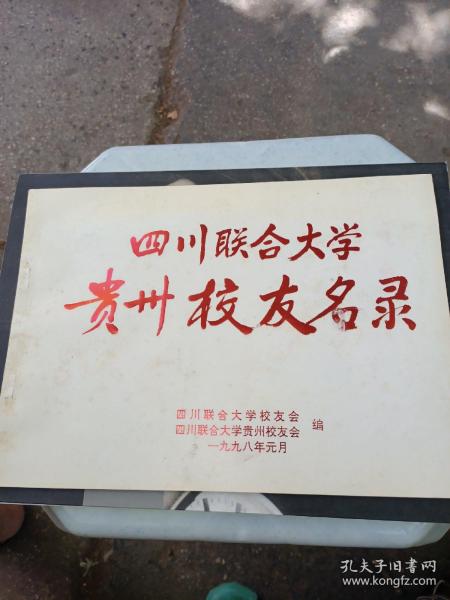 四川联合大学
贵州校友名录
四川联合大学校友会
四川联合大学贵州校友会
编
一九九八年元月
孔夫子旧书网
www.kongfz.com